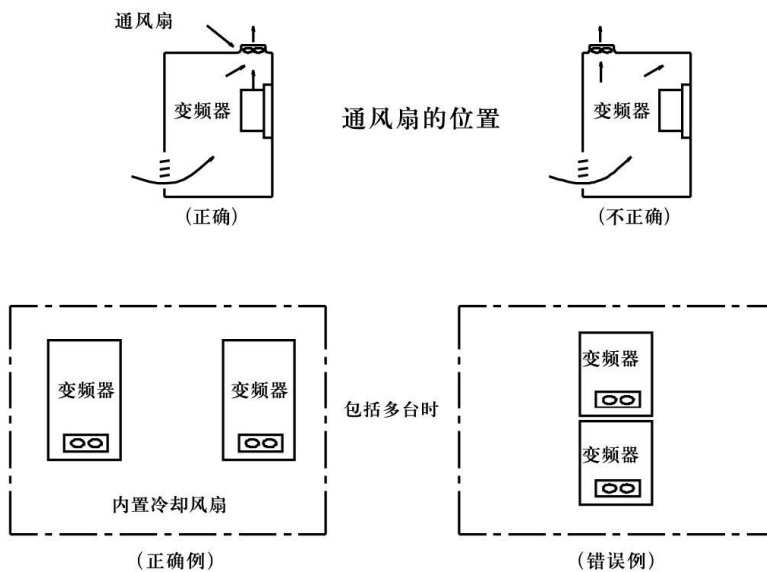 通风扇
变频器
通风扇的位置
变频器
(正确)
(不正确)
变频器
变频器
包括多台时
变频器
变频器
内置冷却风扇
(正确例)
(错误例)